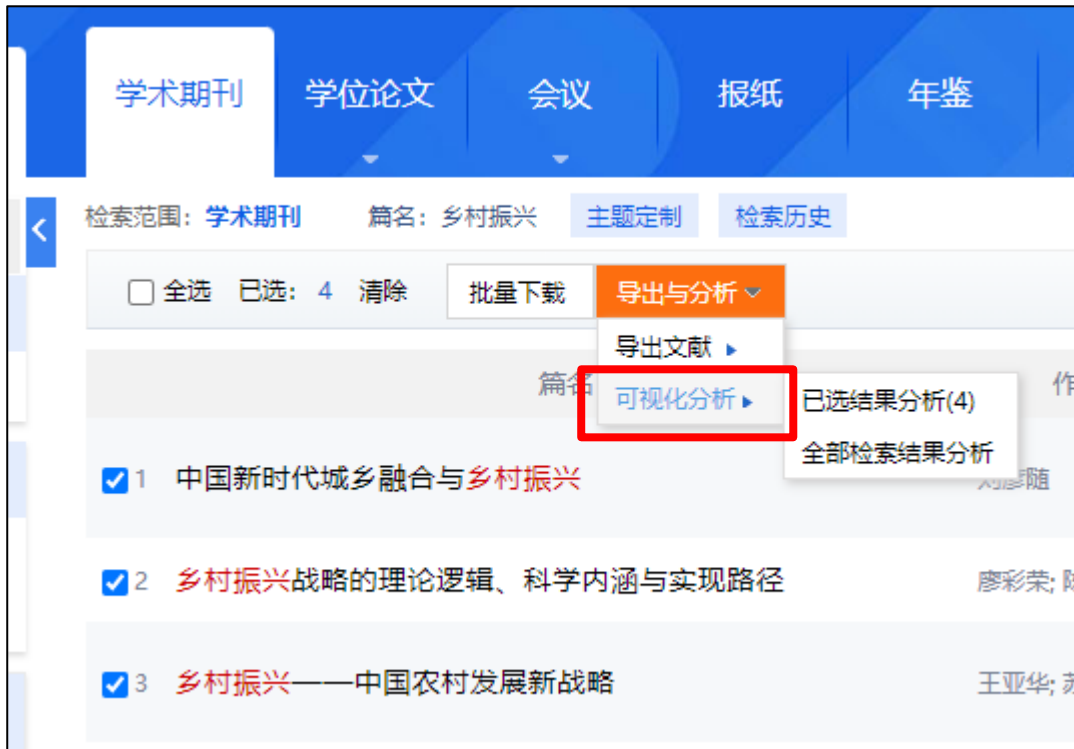 学术期刊 学位论文 会议 报纸 年鉴
检索范围：学术期刊 篇名：乡村振兴 主题定制 检索历史
全选 已选：4 清除 批量下载 导出与分析
导出文献
篇名 可视化分析 已选结果分析(4) 作
全部检索结果分析
1 中国新时代城乡融合与乡村振兴 刘彦随
2 乡村振兴战略的理论逻辑、科学内涵与实现路径 廖彩荣;
3 乡村振兴——中国农村发展新战略 王亚华;